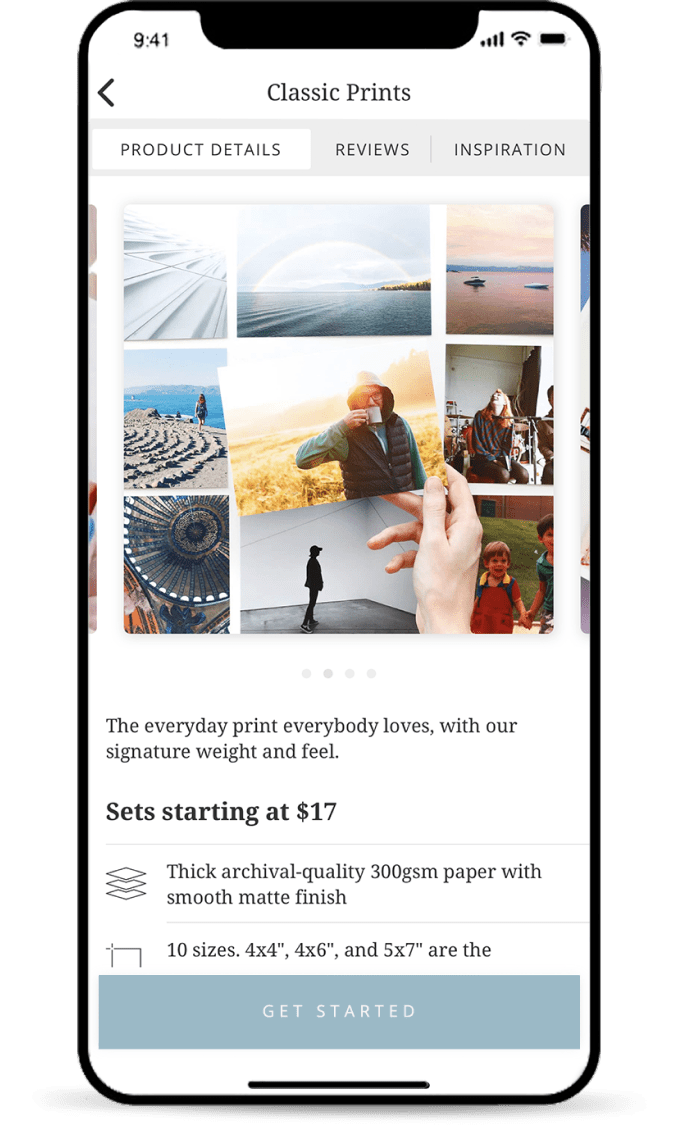 9:41
Classic Prints
PRODUCT DETAILS
REVIEWS
INSPIRATION
The everyday print everybody loves, with our
signature weight and feel.
Sets starting at $17
Thick archival-quality 300gsm paper with
smooth matte finish
10 sizes. 4x4", 4x6", and 5x7" are the
GET STARTED